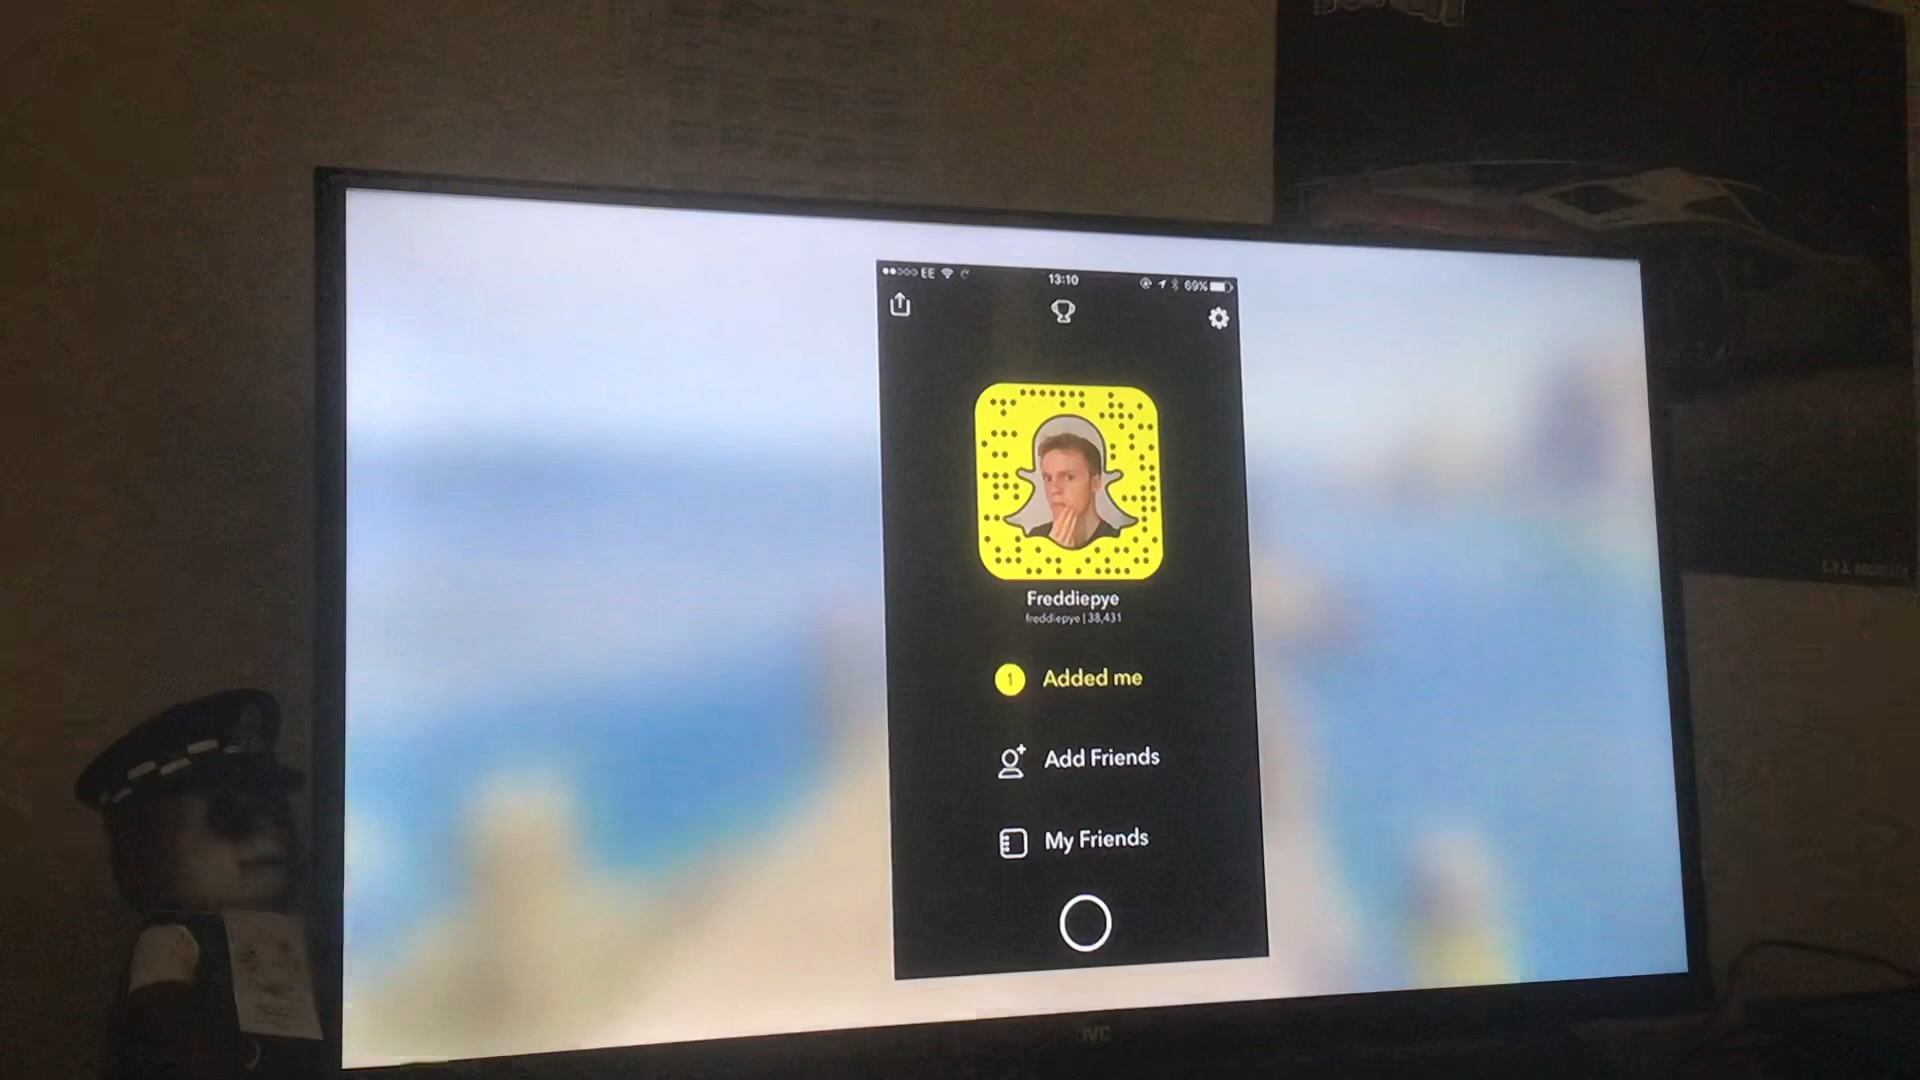 EE 13:10 69%
Freddiepye
freddiepye | 38,431
1 Added me
Add Friends
My Friends
JVC